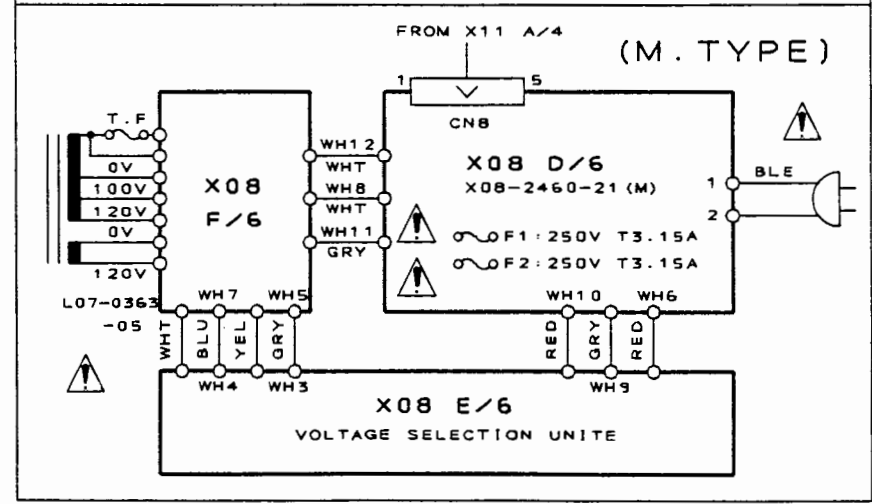 FROM X11 A/4
(M.TYPE)
1
5
CN8
T.F
0V
100V
120V
0V
120V
L07-0363
-05
X08
F/6
WH12
WHT
WH8
WHT
WH11
GRY
X08 D/6
X08-2460-21(M)
F1:250V T3.15A
F2:250V T3.15A
1
2
BLE
!
!
!
!
WH7
WH5
WH10
WH6
WHT
BLU
YEL
GRY
RED
GRY
RED
WH4
WH3
WH9
X08 E/6
VOLTAGE SELECTION UNITE